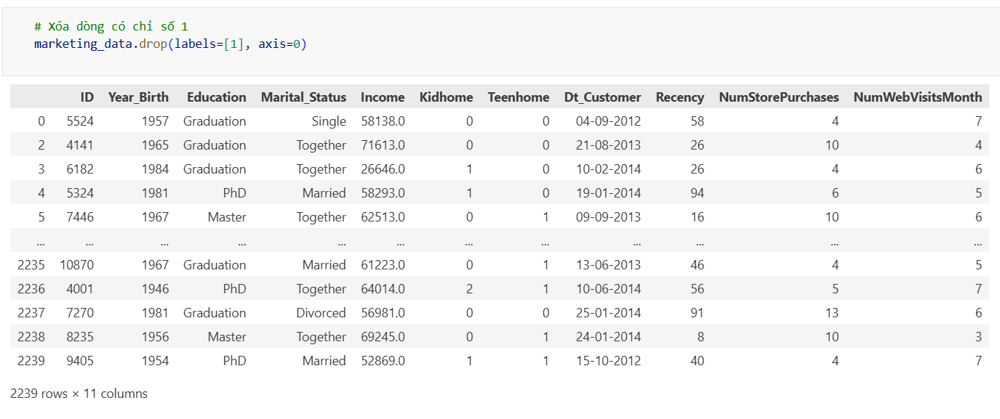 # Xóa dòng có chỉ số 1
marketing_data.drop(labels=[1], axis=0)
ID Year_Birth Education Marital_Status Income Kidhome Teenhome Dt_Customer Recency NumStorePurchases NumWebVisitsMonth
0 5524 1957 Graduation Single 58138.0 0 0 04-09-2012 58 4 7
2 4141 1965 Graduation Together 71613.0 0 0 21-08-2013 26 10 4
3 6182 1984 Graduation Together 26646.0 1 0 10-02-2014 26 4 6
4 5324 1981 PhD Married 58293.0 1 0 19-01-2014 94 6 5
5 7446 1967 Master Together 62513.0 0 1 09-09-2013 16 10 6
... ... ... ... ... ... ... ... ... ... ... ...
2235 10870 1967 Graduation Married 61223.0 0 1 13-06-2013 46 4 5
2236 4001 1946 PhD Together 64014.0 2 1 10-06-2014 56 5 7
2237 7270 1981 Graduation Divorced 56981.0 0 0 25-01-2014 91 13 6
2238 8235 1956 Master Together 69245.0 0 1 24-01-2014 8 10 3
2239 9405 1954 PhD Married 52869.0 1 1 15-10-2012 40 4 7
2239 rows × 11 columns